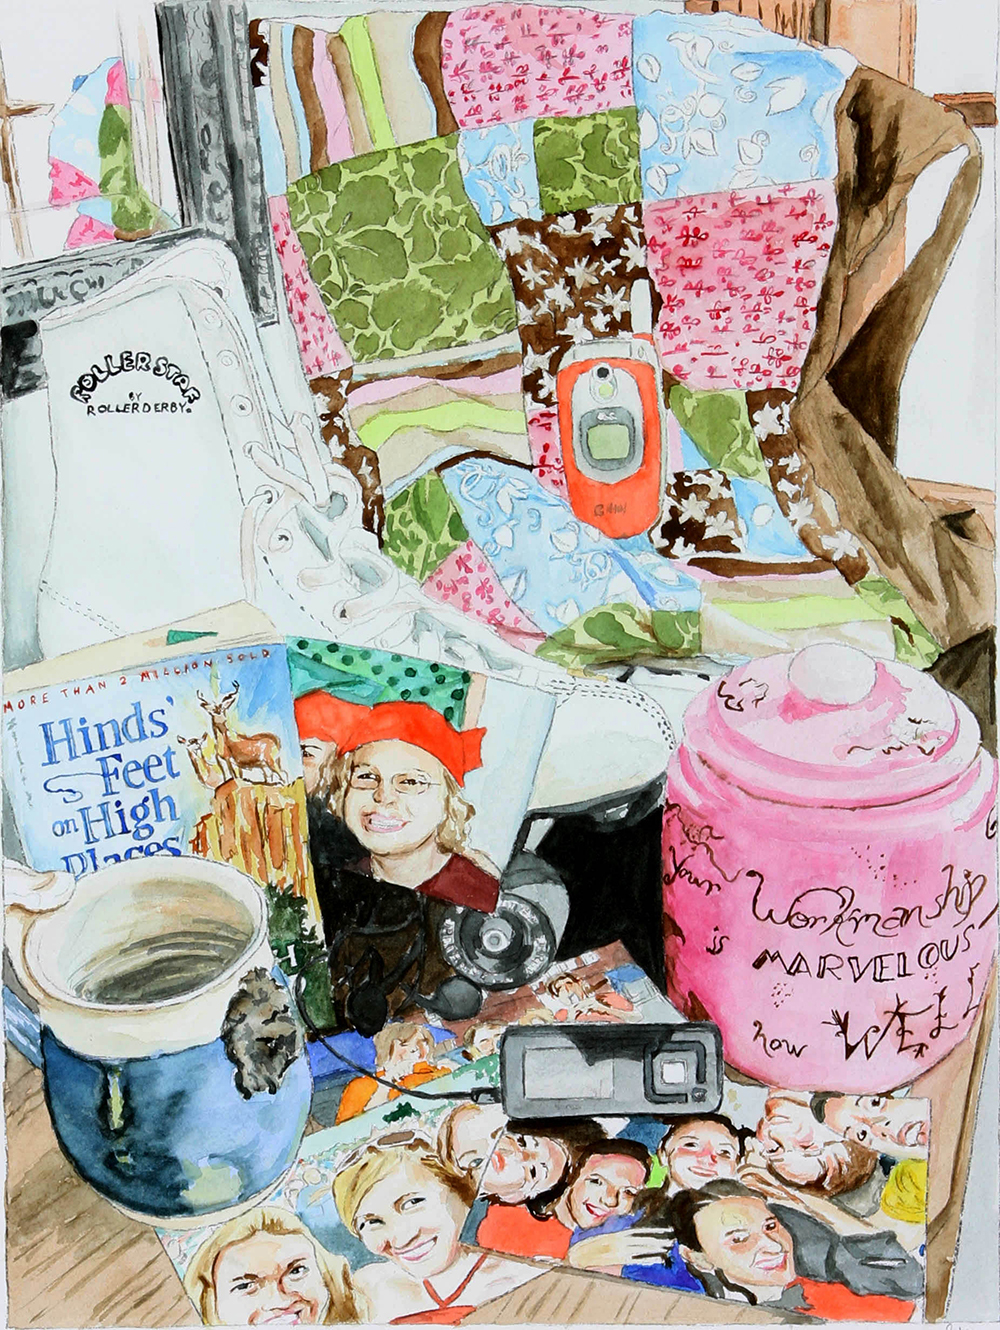 ROLLER STAR
BY
ROLLERDERBY®
MORE THAN 2 MILLION SOLD
Hinds'
Feet
on High
Places
Your
Workmanship
is MARVELOUS
how WELL